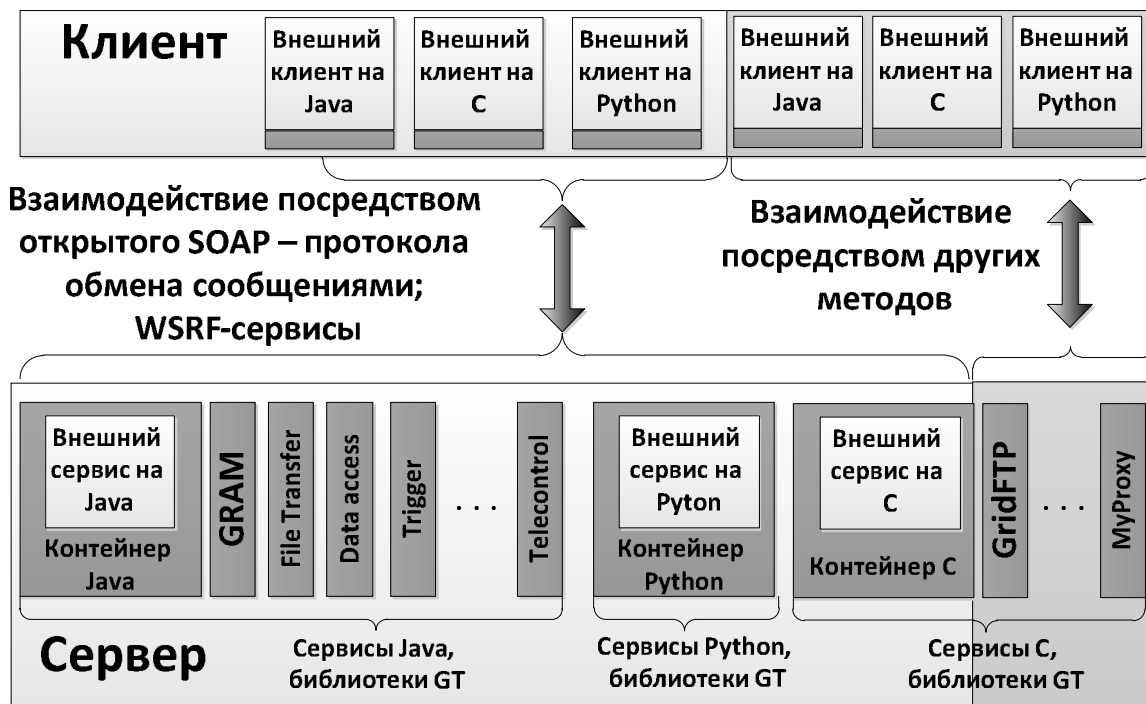 Клиент
Внешний
клиент на
Java
Внешний
клиент на
C
Внешний
клиент на
Python
Внешний
клиент на
Java
Внешний
клиент на
C
Внешний
клиент на
Python
Взаимодействие посредством
открытого SOAP – протокола
обмена сообщениями;
WSRF-сервисы
Взаимодействие
посредством других
методов
Внешний
сервис на
Java
Контейнер
Java
GRAM
File Transfer
Data access
Trigger
. . .
Telecontrol
Внешний
сервис на
Pyton
Контейнер
Python
Внешний
сервис на
C
Контейнер C
GridFTP
. . .
MyProxy
Сервер
Сервисы Java,
библиотеки GT
Сервисы Python,
библиотеки GT
Сервисы C,
библиотеки GT